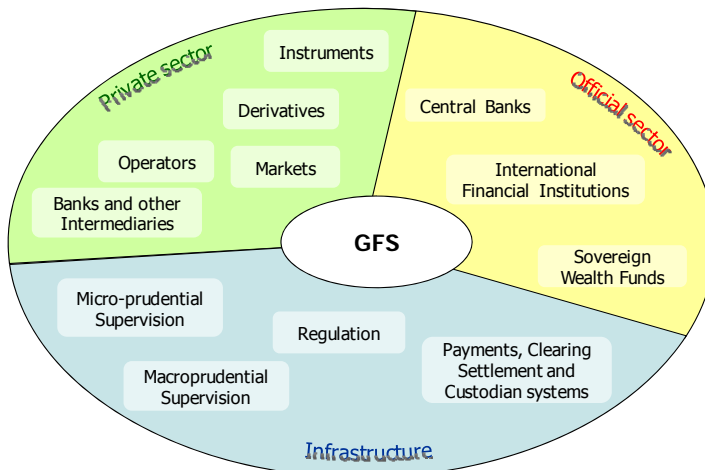 Private sector
Instruments
Derivatives
Operators
Markets
Banks and other
Intermediaries
Official sector
Central Banks
International
Financial Institutions
Sovereign
Wealth Funds
GFS
Micro-prudential
Supervision
Regulation
Macroprudential
Supervision
Payments, Clearing
Settlement and
Custodian systems
Infrastructure